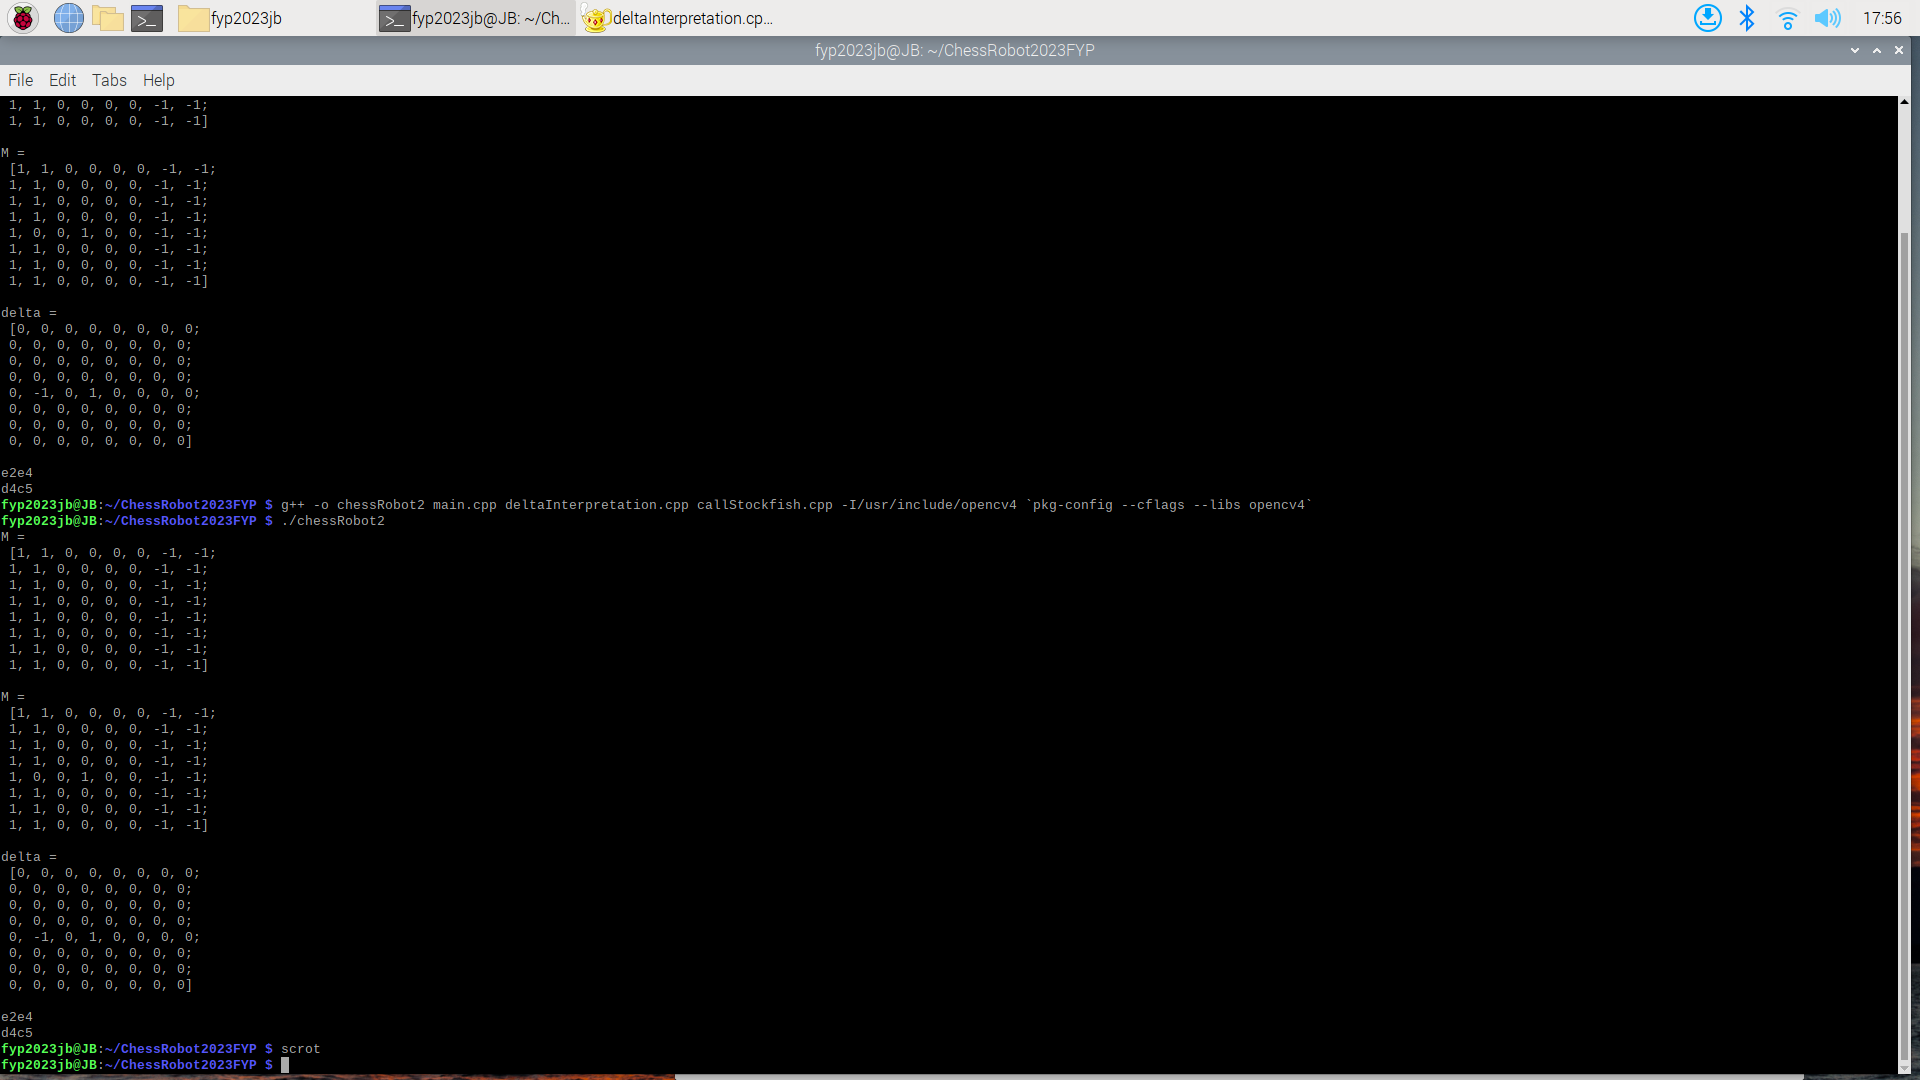 fyp2023jb
fyp2023jb@JB: ~/Ch...
deltaInterpretation.cp...
17:56
fyp2023jb@JB: ~/ChessRobot2023FYP
File Edit Tabs Help
1, 1, 0, 0, 0, 0, -1, -1;
1, 1, 0, 0, 0, 0, -1, -1]
M =
[1, 1, 0, 0, 0, 0, -1, -1;
1, 1, 0, 0, 0, 0, -1, -1;
1, 1, 0, 0, 0, 0, -1, -1;
1, 1, 0, 0, 0, 0, -1, -1;
1, 0, 0, 1, 0, 0, -1, -1;
1, 1, 0, 0, 0, 0, -1, -1;
1, 1, 0, 0, 0, 0, -1, -1;
1, 1, 0, 0, 0, 0, -1, -1]
delta =
[0, 0, 0, 0, 0, 0, 0, 0;
0, 0, 0, 0, 0, 0, 0, 0;
0, 0, 0, 0, 0, 0, 0, 0;
0, 0, 0, 0, 0, 0, 0, 0;
0, -1, 0, 1, 0, 0, 0, 0;
0, 0, 0, 0, 0, 0, 0, 0;
0, 0, 0, 0, 0, 0, 0, 0;
0, 0, 0, 0, 0, 0, 0, 0]
e2e4
d4c5
fyp2023jb@JB:~/ChessRobot2023FYP $ g++ -o chessRobot2 main.cpp deltaInterpretation.cpp callStockfish.cpp -I/usr/include/opencv4 `pkg-config --cflags --libs opencv4`
fyp2023jb@JB:~/ChessRobot2023FYP $ ./chessRobot2
M =
[1, 1, 0, 0, 0, 0, -1, -1;
1, 1, 0, 0, 0, 0, -1, -1;
1, 1, 0, 0, 0, 0, -1, -1;
1, 1, 0, 0, 0, 0, -1, -1;
1, 1, 0, 0, 0, 0, -1, -1;
1, 1, 0, 0, 0, 0, -1, -1;
1, 1, 0, 0, 0, 0, -1, -1;
1, 1, 0, 0, 0, 0, -1, -1]
M =
[1, 1, 0, 0, 0, 0, -1, -1;
1, 1, 0, 0, 0, 0, -1, -1;
1, 1, 0, 0, 0, 0, -1, -1;
1, 1, 0, 0, 0, 0, -1, -1;
1, 0, 0, 1, 0, 0, -1, -1;
1, 1, 0, 0, 0, 0, -1, -1;
1, 1, 0, 0, 0, 0, -1, -1;
1, 1, 0, 0, 0, 0, -1, -1]
delta =
[0, 0, 0, 0, 0, 0, 0, 0;
0, 0, 0, 0, 0, 0, 0, 0;
0, 0, 0, 0, 0, 0, 0, 0;
0, 0, 0, 0, 0, 0, 0, 0;
0, -1, 0, 1, 0, 0, 0, 0;
0, 0, 0, 0, 0, 0, 0, 0;
0, 0, 0, 0, 0, 0, 0, 0;
0, 0, 0, 0, 0, 0, 0, 0]
e2e4
d4c5
fyp2023jb@JB:~/ChessRobot2023FYP $ scrot
fyp2023jb@JB:~/ChessRobot2023FYP $